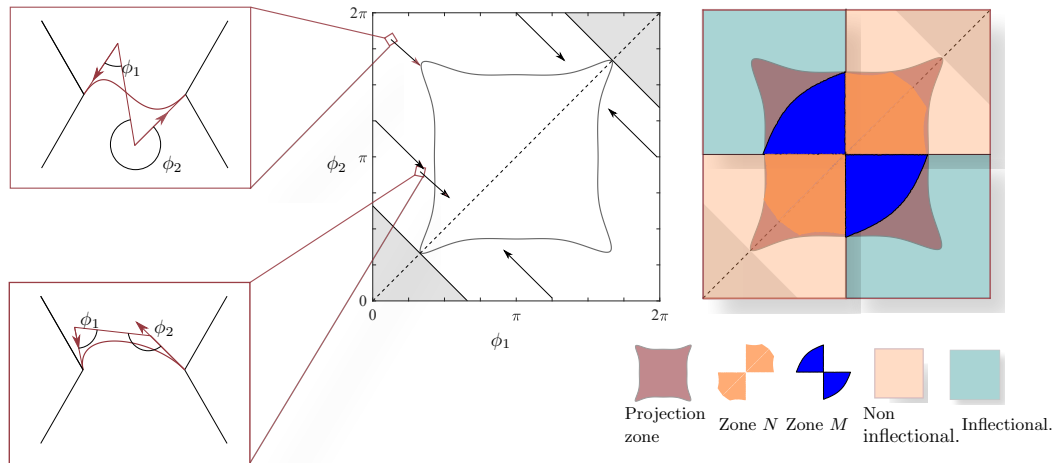 ϕ₁
ϕ₂
ϕ₁
ϕ₂
2π
ϕ₂
π
0
0
π
2π
ϕ₁
Projection
zone
Zone N
Zone M
Non
inflectional.
Inflectional.